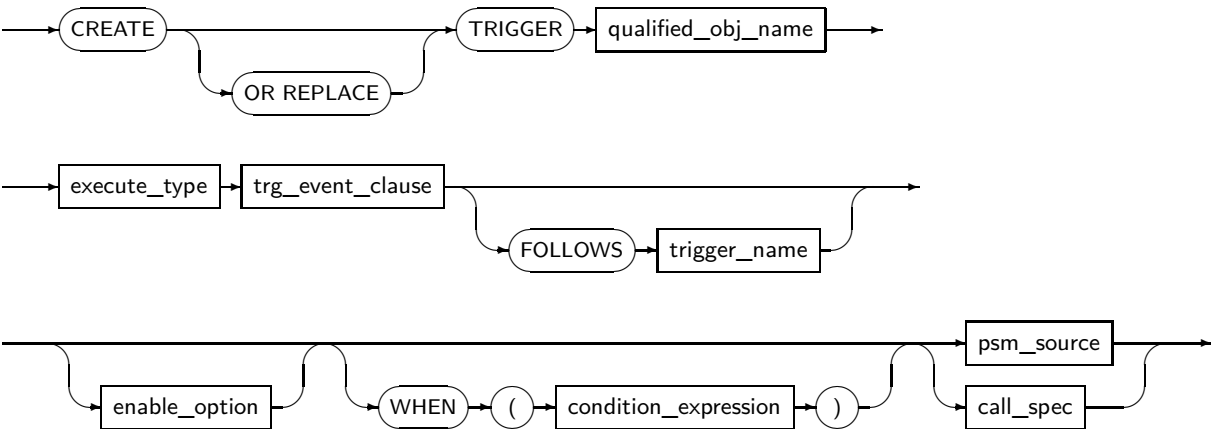 CREATE TRIGGER qualified_obj_name
OR REPLACE
execute_type trg_event_clause
FOLLOWS trigger_name
psm_source
enable_option WHEN ( condition_expression ) call_spec